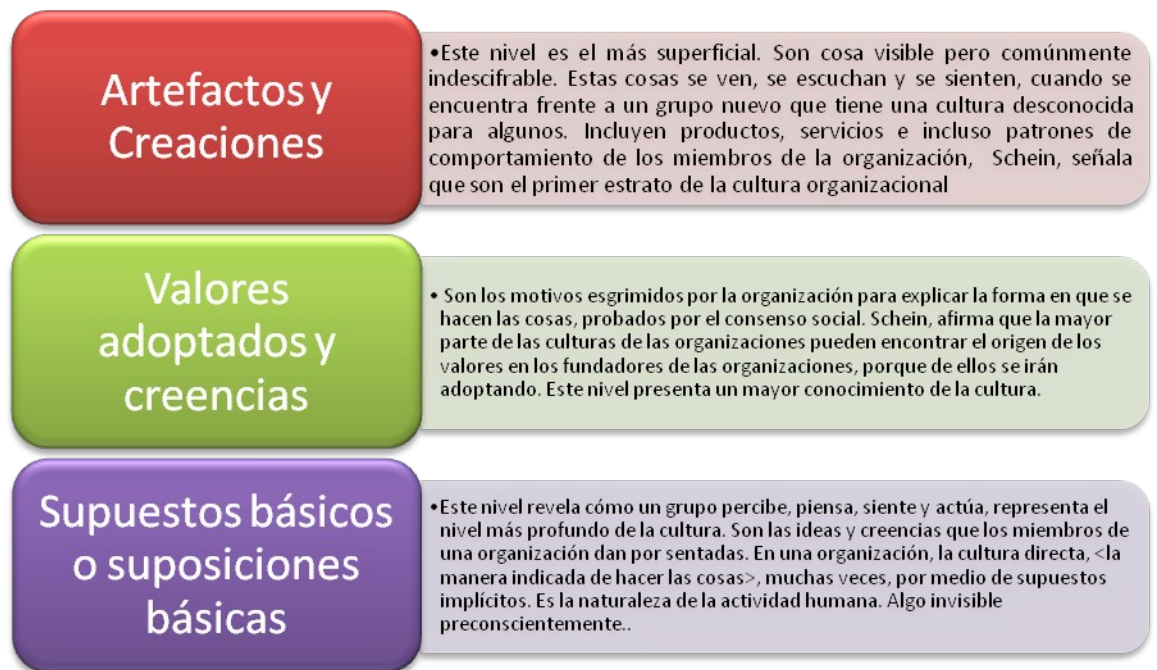 Artefactos y
Creaciones
•Este nivel es el más superficial. Son cosa visible pero comúnmente
indescifrable. Estas cosas se ven, se escuchan y se sienten, cuando se
encuentra frente a un grupo nuevo que tiene una cultura desconocida
para algunos. Incluyen productos, servicios e incluso patrones de
comportamiento de los miembros de la organización, Schein, señala
que son el primer estrato de la cultura organizacional
Valores
adoptados y
creencias
• Son los motivos esgrimidos por la organización para explicar la forma en que se
hacen las cosas, probados por el consenso social. Schein, afirma que la mayor
parte de las culturas de las organizaciones pueden encontrar el origen de los
valores en los fundadores de las organizaciones, porque de ellos se irán
adoptando. Este nivel presenta un mayor conocimiento de la cultura.
Supuestos básicos
o suposiciones
básicas
•Este nivel revela cómo un grupo percibe, piensa, siente y actúa, representa el
nivel más profundo de la cultura. Son las ideas y creencias que los miembros de
una organización dan por sentadas. En una organización, la cultura directa, <la
manera indicada de hacer las cosas>, muchas veces, por medio de supuestos
implícitos. Es la naturaleza de la actividad humana. Algo invisible
preconscientemente..